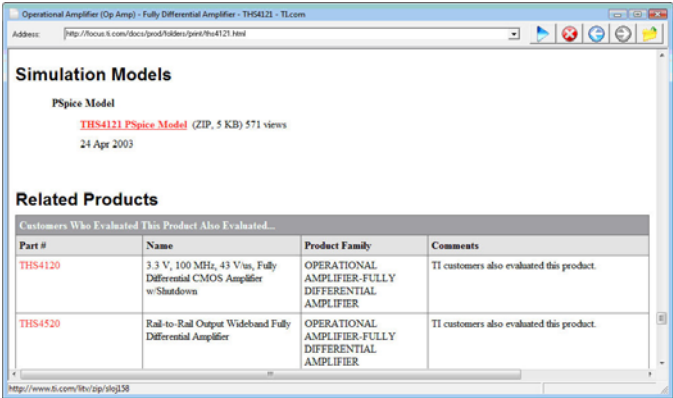 Operational Amplifier (Op Amp) - Fully Differential Amplifier - THS4121 - TI.com
Address: http://focus.ti.com/docs/prod/folders/print/ths4121.html
Simulation Models
PSpice Model
THS4121 PSpice Model (ZIP, 5 KB) 571 views
24 Apr 2003
Related Products
Customers Who Evaluated This Product Also Evaluated...
Part # Name Product Family Comments
THS4120 3.3 V, 100 MHz, 43 V/us, Fully OPERATIONAL TI customers also evaluated this product.
Differential CMOS Amplifier AMPLIFIER-FULLY
w/Shutdown DIFFERENTIAL
AMPLIFIER
THS4520 Rail-to-Rail Output Wideband Fully OPERATIONAL TI customers also evaluated this product.
Differential Amplifier AMPLIFIER-FULLY
DIFFERENTIAL
AMPLIFIER
http://www.ti.com/litv/zip/sloj158